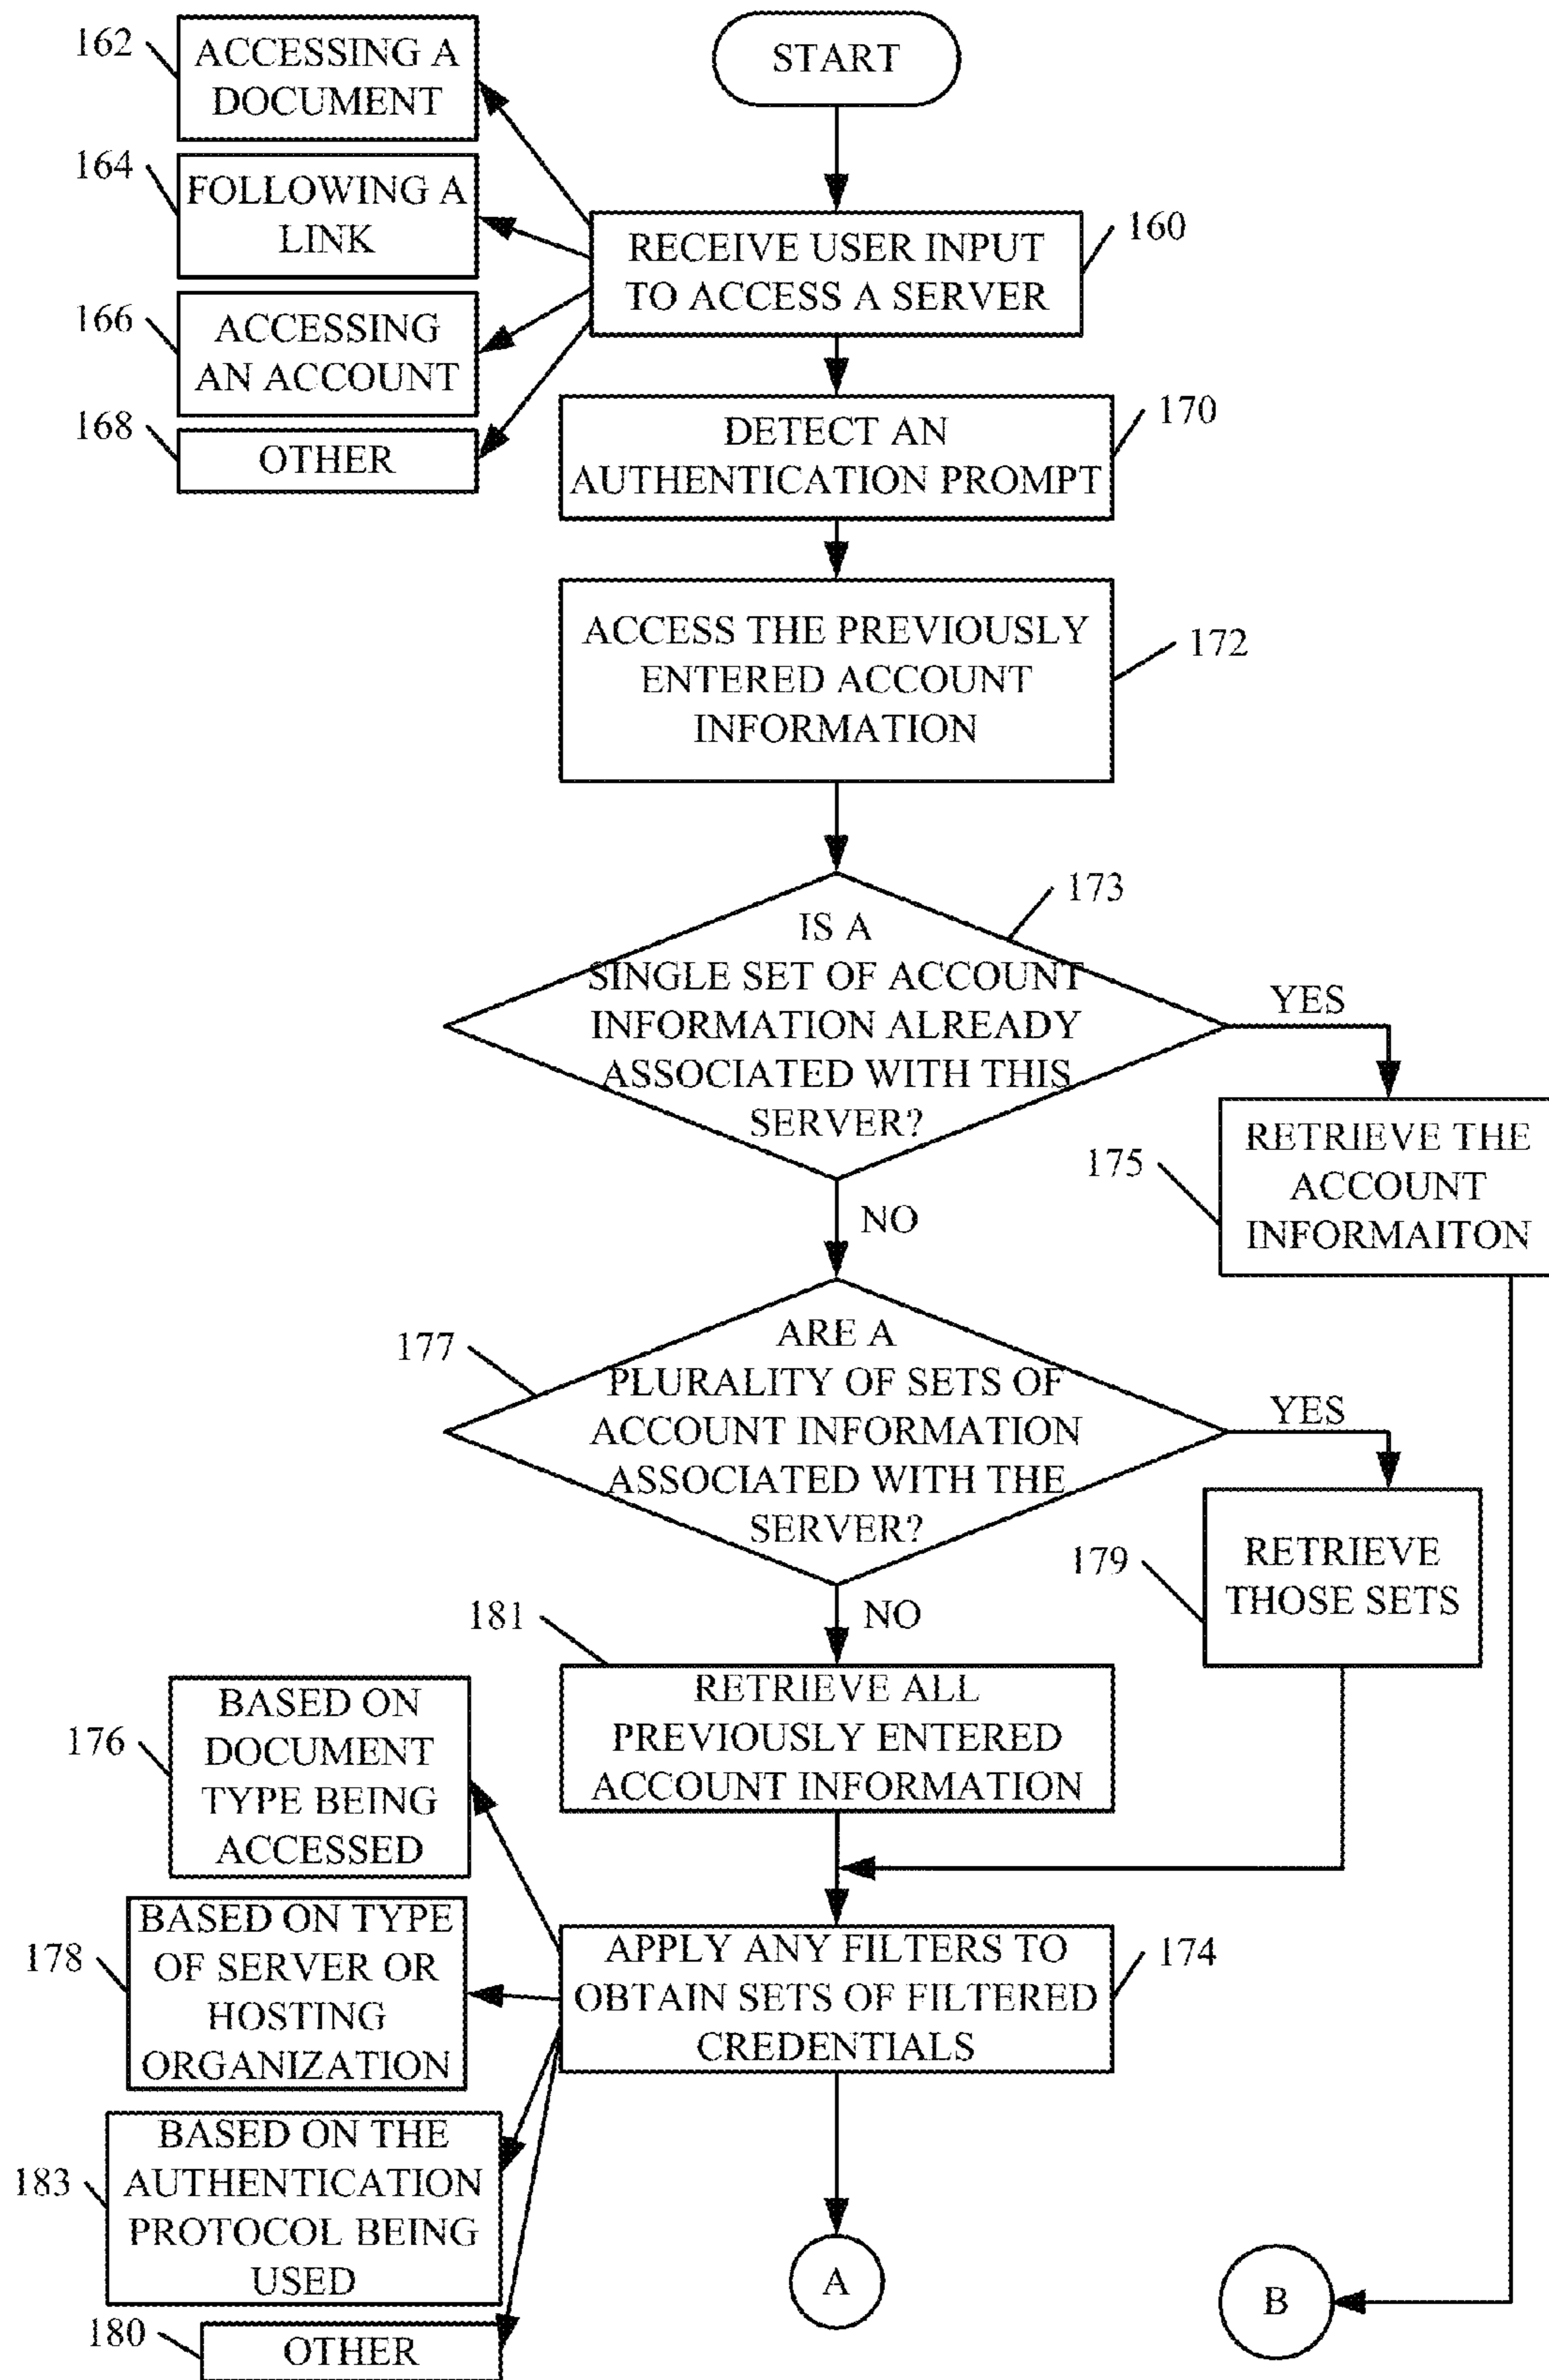 START
162
ACCESSING A
DOCUMENT
164
FOLLOWING A
LINK
166
ACCESSING
AN ACCOUNT
168
OTHER
RECEIVE USER INPUT
TO ACCESS A SERVER
160
DETECT AN
AUTHENTICATION PROMPT
170
ACCESS THE PREVIOUSLY
ENTERED ACCOUNT
INFORMATION
172
IS A
SINGLE SET OF ACCOUNT
INFORMATION ALREADY
ASSOCIATED WITH THIS
SERVER?
173
YES
RETRIEVE THE
ACCOUNT
INFORMAITON
175
NO
ARE A
PLURALITY OF SETS OF
ACCOUNT INFORMATION
ASSOCIATED WITH THE
SERVER?
177
YES
RETRIEVE
THOSE SETS
179
NO
181
RETRIEVE ALL
PREVIOUSLY ENTERED
ACCOUNT INFORMATION
176
BASED ON
DOCUMENT
TYPE BEING
ACCESSED
APPLY ANY FILTERS TO
OBTAIN SETS OF FILTERED
CREDENTIALS
174
178
BASED ON TYPE
OF SERVER OR
HOSTING
ORGANIZATION
183
BASED ON THE
AUTHENTICATION
PROTOCOL BEING
USED
180
OTHER
A
B